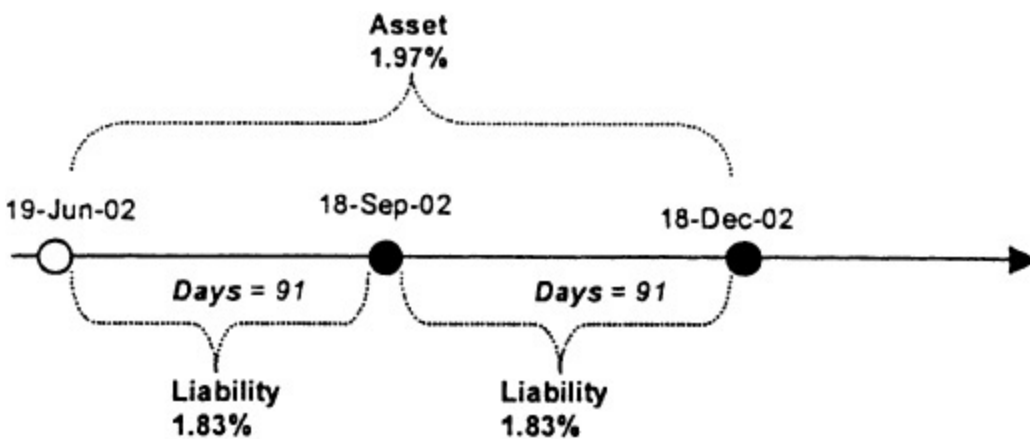 Asset
1.97%
19-Jun-02
18-Sep-02
18-Dec-02
Days = 91
Days = 91
Liability
1.83%
Liability
1.83%